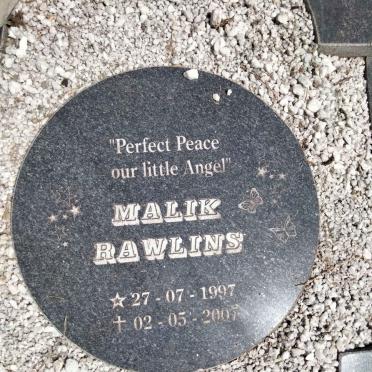 "Perfect Peace
our little Angel"
MALIK
RAWLINS
☆ 27 - 07 - 1997
† 02 - 05 - 2007